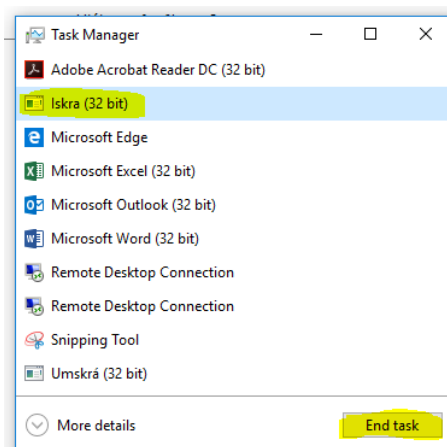 Task Manager
Adobe Acrobat Reader DC (32 bit)
Iskra (32 bit)
Microsoft Edge
Microsoft Excel (32 bit)
Microsoft Outlook (32 bit)
Microsoft Word (32 bit)
Remote Desktop Connection
Remote Desktop Connection
Snipping Tool
Umskrá (32 bit)
More details
End task